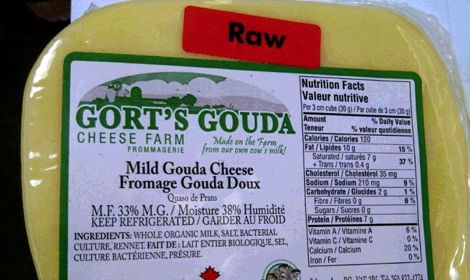 Raw
GORT'S GOUDA
CHEESE FARM
FROMMAGERIE
Made on the Farm
from our own cow's milk!
Mild Gouda Cheese
Fromage Gouda Doux
Quaso de Prato
M.F. 33% M.G. / Moisture 38% Humidité
KEEP REFRIGERATED / GARDER AU FROID
INGREDIENTS: WHOLE ORGANIC MILK, SALT, BACTERIAL
CULTURE, RENNET. FAIT DE: LAIT ENTIER BIOLOGIQUE, SEL,
CULTURE BACTÉRIENNE, PRÉSURE.
Nutrition Facts
Valeur nutritive
Per 3 cm cube (30 g) / Par cube de 3 cm (30 g)
Amount % Daily Value
Teneur % valeur quotidienne
Calories / Calories 120
Fat / Lipides 10 g 15 %
Saturated / saturés 7 g
+ Trans / trans 0.4 g 37 %
Cholesterol / Cholestérol 35 mg
Sodium / Sodium 210 mg 9 %
Carbohydrate / Glucides 2 g 1 %
Fibre / Fibres 0 g 0 %
Sugars / Sucres 0 g
Protein / Protéines 7 g
Vitamin A / Vitamine A 6 %
Vitamin C / Vitamine C 0 %
Calcium / Calcium 20 %
Iron / Fer 0 %